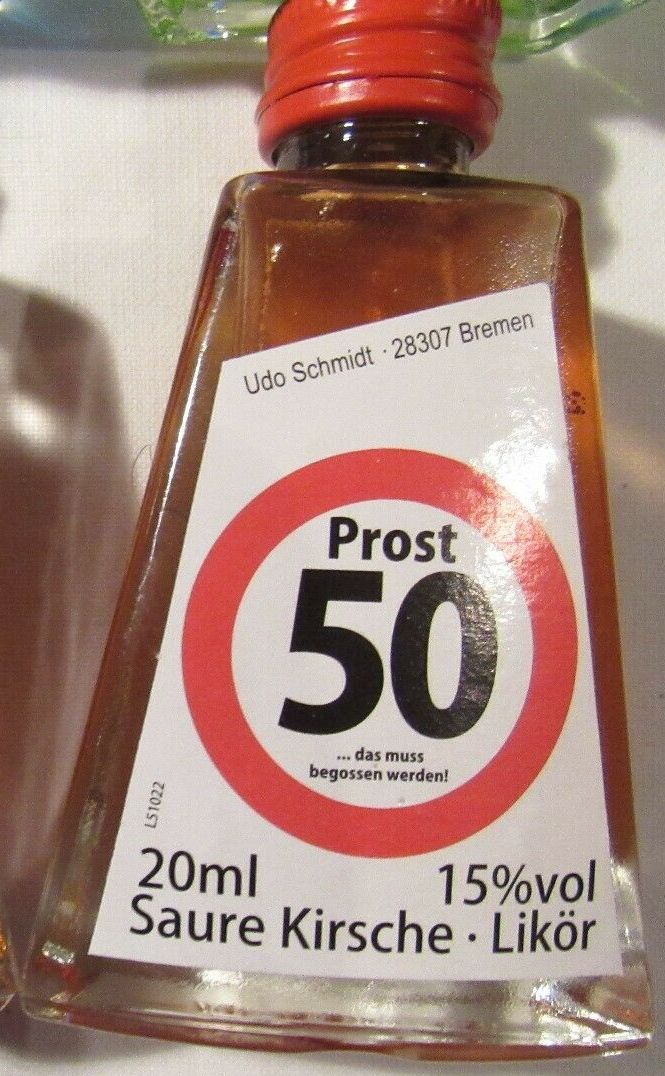 Udo Schmidt · 28307 Bremen
Prost
50
... das muss
begossen werden!
L51022
20ml 15%vol
Saure Kirsche · Likör